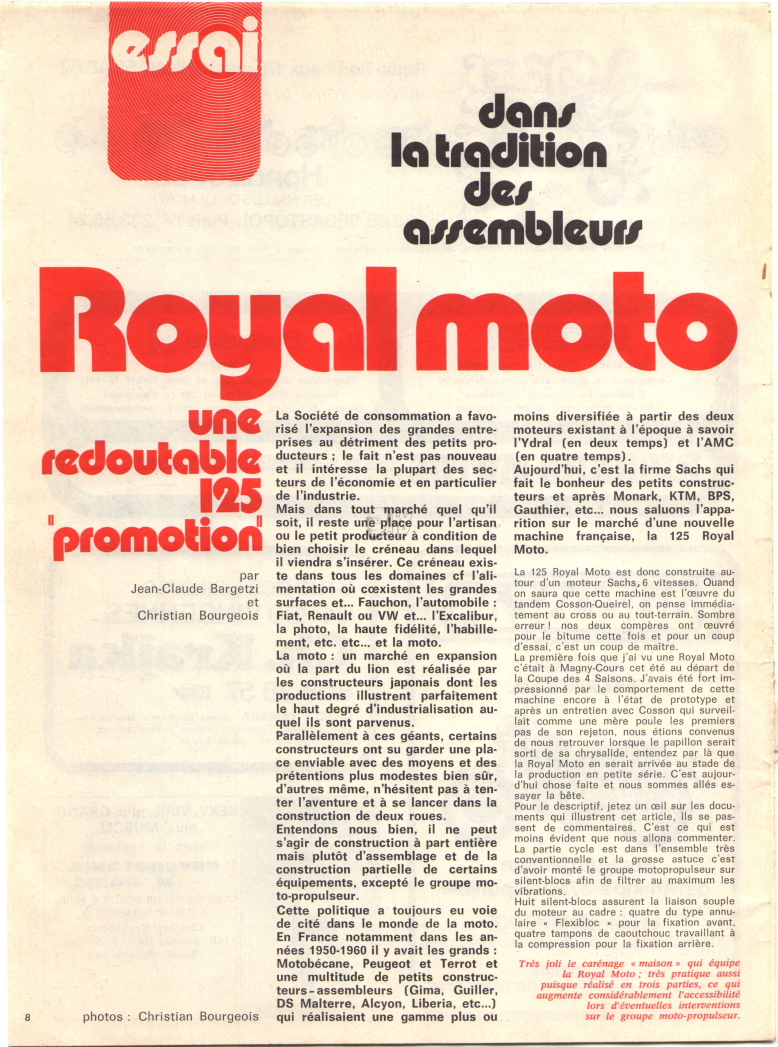 essai
dans
la tradition
des
assembleurs
Royal moto
une
redoutable
125
"promotion"
par
Jean-Claude Bargetzi
et
Christian Bourgeois
La Société de consommation a favo-
risé l'expansion des grandes entre-
prises au détriment des petits pro-
ducteurs ; le fait n'est pas nouveau
et il intéresse la plupart des sec-
teurs de l'économie et en particulier
de l'industrie.
Mais dans tout marché quel qu'il
soit, il reste une place pour l'artisan
ou le petit producteur à condition de
bien choisir le créneau dans lequel
il viendra s'insérer. Ce créneau exis-
te dans tous les domaines cf l'ali-
mentation où cœxistent les grandes
surfaces et... Fauchon, l'automobile :
Fiat, Renault ou VW et... l'Excalibur,
la photo, la haute fidélité, l'habille-
ment, etc. etc... et la moto.
La moto : un marché en expansion
où la part du lion est réalisée par
les constructeurs japonais dont les
productions illustrent parfaitement
le haut degré d'industrialisation au-
quel ils sont parvenus.
Parallèlement à ces géants, certains
constructeurs ont su garder une pla-
ce enviable avec des moyens et des
prétentions plus modestes bien sûr,
d'autres même, n'hésitent pas à ten-
ter l'aventure et à se lancer dans la
construction de deux roues.
Entendons nous bien, il ne peut
s'agir de construction à part entière
mais plutôt d'assemblage et de la
construction partielle de certains
équipements, excepté le groupe mo-
to-propulseur.
Cette politique a toujours eu voie
de cité dans le monde de la moto.
En France notamment dans les an-
nées 1950-1960 il y avait les grands :
Motobécane, Peugeot et Terrot et
une multitude de petits construc-
teurs-assembleurs (Gima, Guiller,
DS Malterre, Alcyon, Liberia, etc...)
qui réalisaient une gamme plus ou
moins diversifiée à partir des deux
moteurs existant à l'époque à savoir
l'Ydral (en deux temps) et l'AMC
(en quatre temps).
Aujourd'hui, c'est la firme Sachs qui
fait le bonheur des petits construc-
teurs et après Monark, KTM, BPS,
Gauthier, etc... nous saluons l'appa-
rition sur le marché d'une nouvelle
machine française, la 125 Royal
Moto.
La 125 Royal Moto est donc construite au-
tour d'un moteur Sachs, 6 vitesses. Quand
on saura que cette machine est l'œuvre du
tandem Cosson-Queirel, on pense immédia-
tement au cross ou au tout-terrain. Sombre
erreur ! nos deux compères ont œuvré
pour le bitume cette fois et pour un coup
d'essai, c'est un coup de maître.
La première fois que j'ai vu une Royal Moto
c'était à Magny-Cours cet été au départ de
la Coupe des 4 Saisons. J'avais été fort im-
pressionné par le comportement de cette
machine encore à l'état de prototype et
après un entretien avec Cosson qui surveil-
lait comme une mère poule les premiers
pas de son rejeton, nous étions convenus
de nous retrouver lorsque le papillon serait
sorti de sa chrysalide, entendez par là que
la Royal Moto en serait arrivée au stade de
la production en petite série. C'est aujour-
d'hui chose faite et nous sommes allés es-
sayer la bête.
Pour le descriptif, jetez un œil sur les docu-
ments qui illustrent cet article, ils se pas-
sent de commentaires. C'est ce qui est
moins évident que nous allons commenter.
La partie cycle est dans l'ensemble très
conventionnelle et la grosse astuce c'est
d'avoir monté le groupe motopropulseur sur
silent-blocs afin de filtrer au maximum les
vibrations.
Huit silent-blocs assurent la liaison souple
du moteur au cadre : quatre du type annu-
laire « Flexibloc » pour la fixation avant,
quatre tampons de caoutchouc travaillant à
la compression pour la fixation arrière.
Très joli le carénage « maison » qui équipe
la Royal Moto ; très pratique aussi
puisque réalisé en trois parties, ce qui
augmente considérablement l'accessibilité
lors d'éventuelles interventions
sur le groupe moto-propulseur.
8
photos : Christian Bourgeois